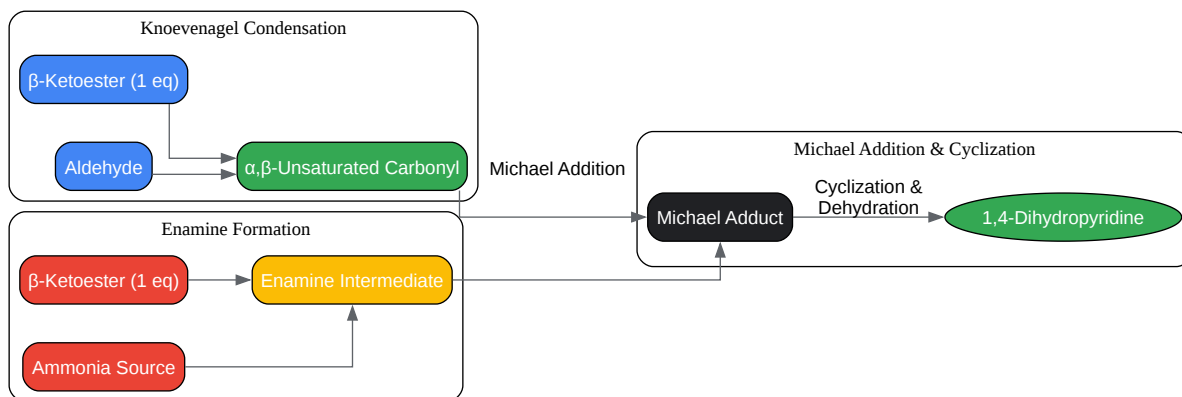 Knoevenagel Condensation
β-Ketoester (1 eq)
Aldehyde
α,β-Unsaturated Carbonyl
Michael Addition
Enamine Formation
β-Ketoester (1 eq)
Enamine Intermediate
Ammonia Source
Michael Addition & Cyclization
Michael Adduct
Cyclization &
Dehydration
1,4-Dihydropyridine